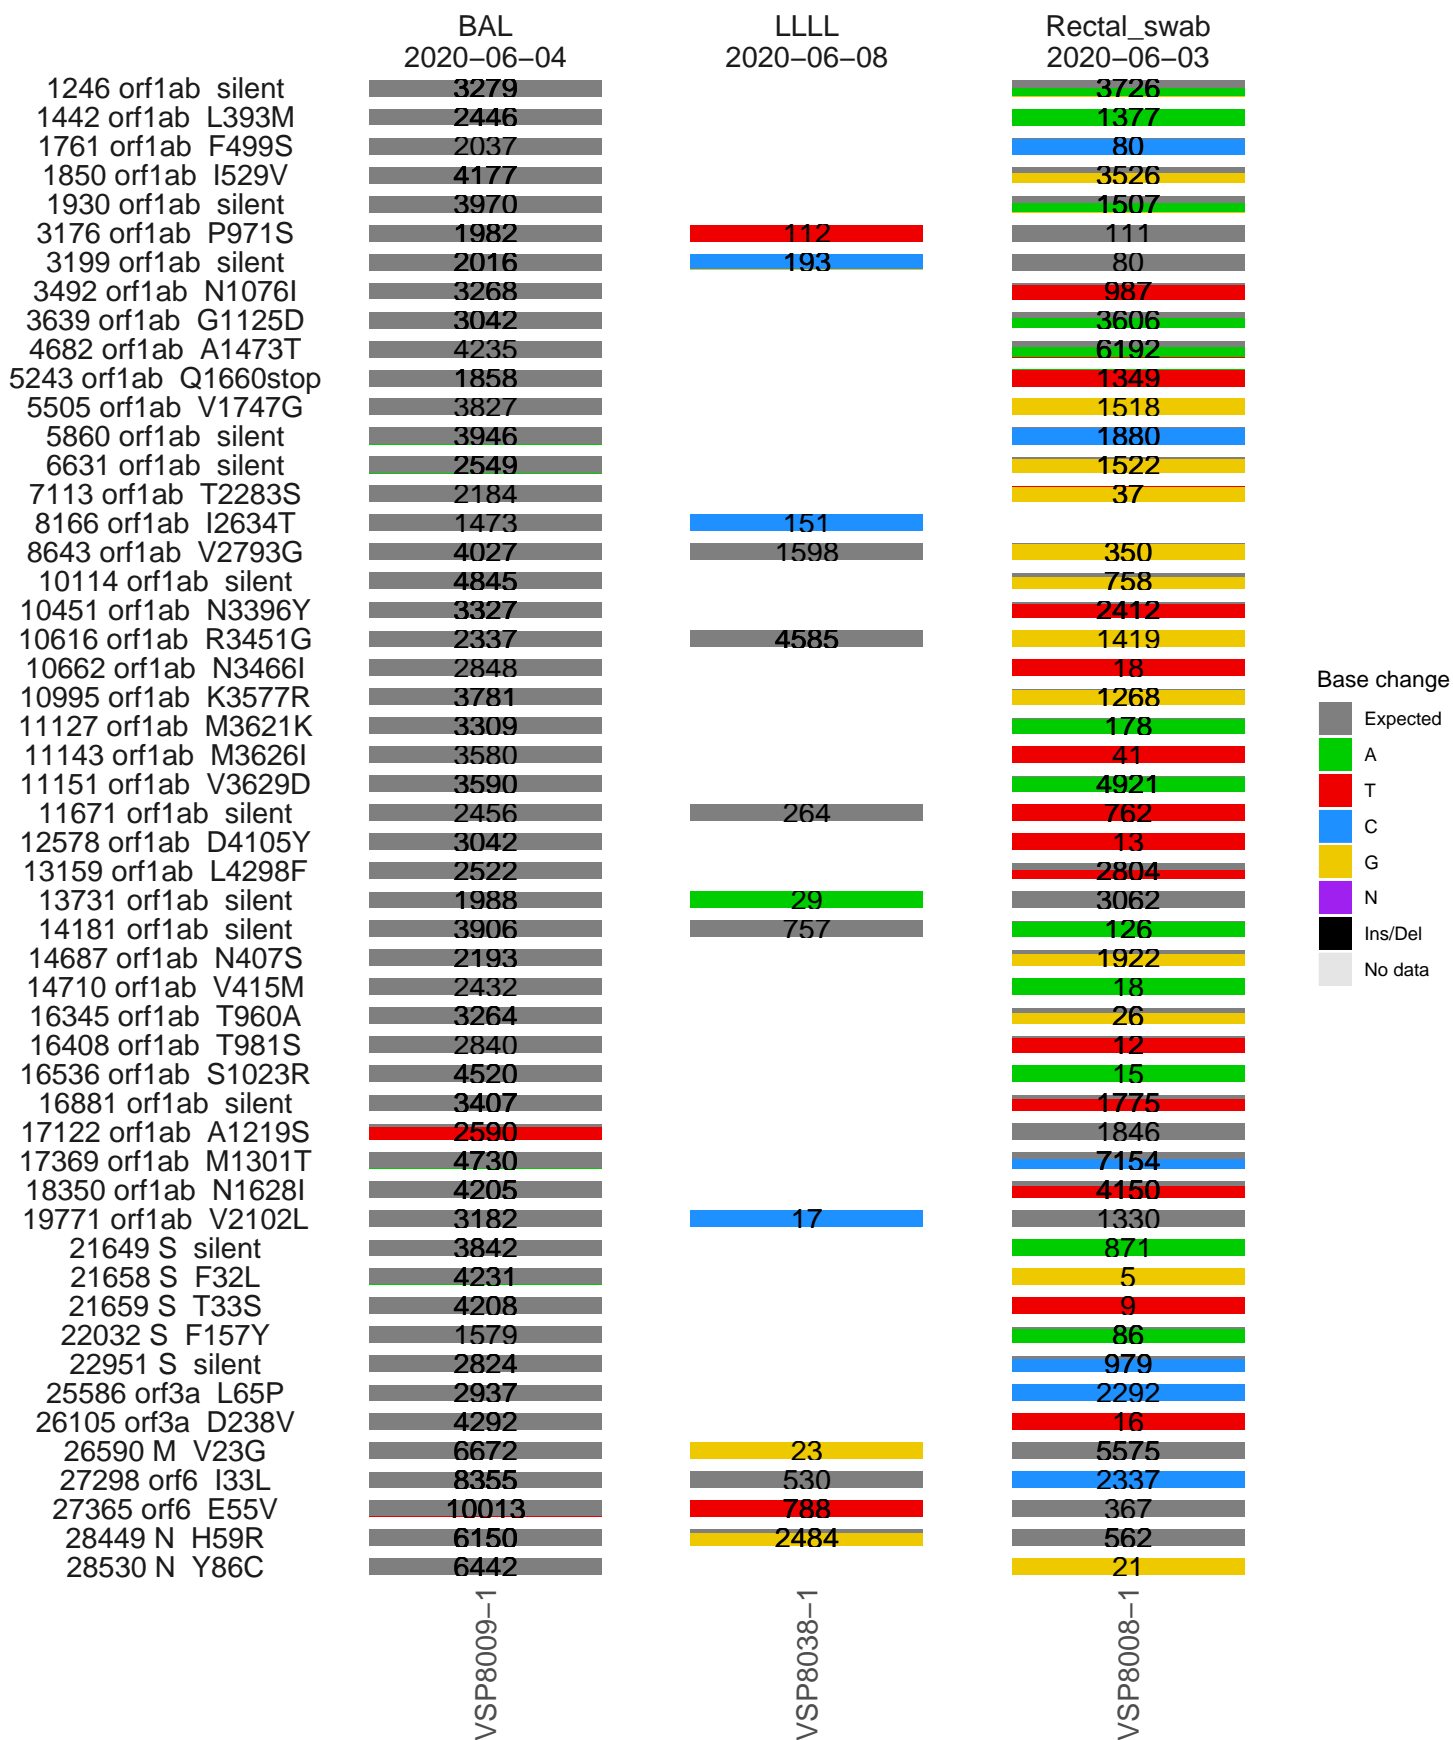 BAL LLLL Rectal_swab
2020−06−04 2020−06−08 2020−06−03
1246 orf1ab silent 3279 3726
1442 orf1ab L393M 2446 1377
1761 orf1ab F499S 2037 80
1850 orf1ab I529V 4177 3526
1930 orf1ab silent 3970 1507
3176 orf1ab P971S 1982 112 111
3199 orf1ab silent 2016 193 80
3492 orf1ab N1076I 3268 987
3639 orf1ab G1125D 3042 3606
4682 orf1ab A1473T 4235 6192
5243 orf1ab Q1660stop 1858 1349
5505 orf1ab V1747G 3827 1518
5860 orf1ab silent 3946 1880
6631 orf1ab silent 2549 1522
7113 orf1ab T2283S 2184 37
8166 orf1ab I2634T 1473 151
8643 orf1ab V2793G 4027 1598 350
10114 orf1ab silent 4845 758
10451 orf1ab N3396Y 3327 2412
10616 orf1ab R3451G 2337 4585 1419
10662 orf1ab N3466I 2848 18
10995 orf1ab K3577R 3781 1268
11127 orf1ab M3621K 3309 178
11143 orf1ab M3626I 3580 41
11151 orf1ab V3629D 3590 4921
11671 orf1ab silent 2456 264 762
12578 orf1ab D4105Y 3042 13
13159 orf1ab L4298F 2522 2804
13731 orf1ab silent 1988 29 3062
14181 orf1ab silent 3906 757 126
14687 orf1ab N407S 2193 1922
14710 orf1ab V415M 2432 18
16345 orf1ab T960A 3264 26
16408 orf1ab T981S 2840 12
16536 orf1ab S1023R 4520 15
16881 orf1ab silent 3407 1775
17122 orf1ab A1219S 2590 1846
17369 orf1ab M1301T 4730 7154
18350 orf1ab N1628I 4205 4150
19771 orf1ab V2102L 3182 17 1330
21649 S silent 3842 871
21658 S F32L 4231 5
21659 S T33S 4208 9
22032 S F157Y 1579 86
22951 S silent 2824 979
25586 orf3a L65P 2937 2292
26105 orf3a D238V 4292 16
26590 M V23G 6672 23 5575
27298 orf6 I33L 8355 530 2337
27365 orf6 E55V 10013 788 367
28449 N H59R 6150 2484 562
28530 N Y86C 6442 21
VSP8009−1 VSP8038−1 VSP8008−1
Base change
Expected
A
T
C
G
N
Ins/Del
No data